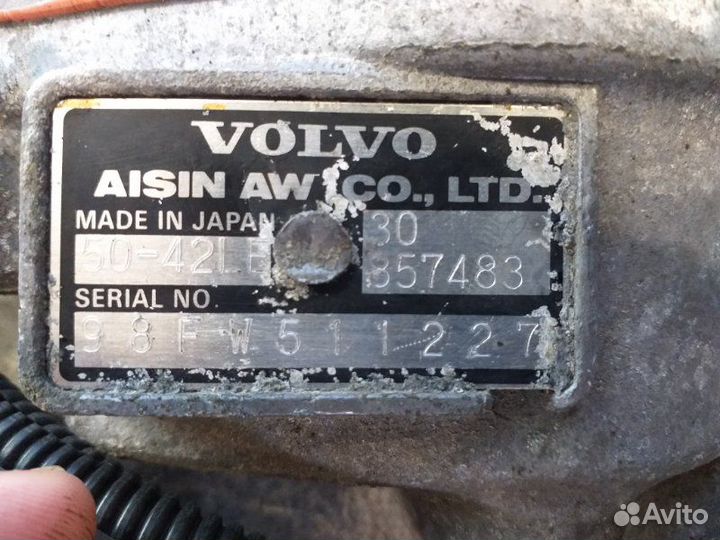 VOLVO
AISIN AW CO., LTD.
MADE IN JAPAN 30
50-42LE 857483
SERIAL NO.
98FW511227
Avito